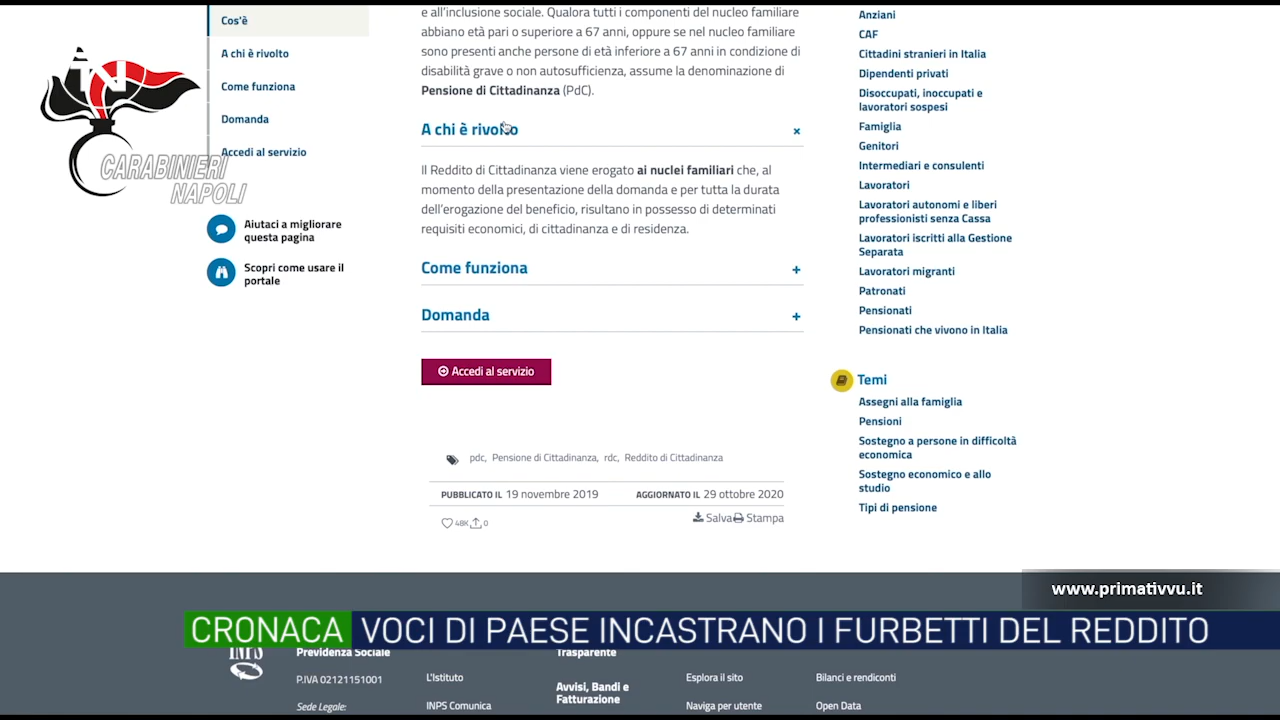 Cos'è
A chi è rivolto
Come funziona
Domanda
Accedi al servizio
CARABINIERI
NAPOLI
Aiutaci a migliorare
questa pagina
Scopri come usare il
portale
e all'inclusione sociale. Qualora tutti i componenti del nucleo familiare
abbiano età pari o superiore a 67 anni, oppure se nel nucleo familiare
sono presenti anche persone di età inferiore a 67 anni in condizione di
disabilità grave o non autosufficienza, assume la denominazione di
Pensione di Cittadinanza (PdC).
A chi è rivolto
Il Reddito di Cittadinanza viene erogato ai nuclei familiari che, al
momento della presentazione della domanda e per tutta la durata
dell'erogazione del beneficio, risultano in possesso di determinati
requisiti economici, di cittadinanza e di residenza.
Come funziona
Domanda
Accedi al servizio
pdc, Pensione di Cittadinanza, rdc, Reddito di Cittadinanza
PUBBLICATO IL 19 novembre 2019 AGGIORNATO IL 29 ottobre 2020
48K 0 Salva Stampa
Anziani
CAF
Cittadini stranieri in Italia
Dipendenti privati
Disoccupati, inoccupati e
lavoratori sospesi
Famiglia
Genitori
Intermediari e consulenti
Lavoratori
Lavoratori autonomi e liberi
professionisti senza Cassa
Lavoratori iscritti alla Gestione
Separata
Lavoratori migranti
Patronati
Pensionati
Pensionati che vivono in Italia
Temi
Assegni alla famiglia
Pensioni
Sostegno a persone in difficoltà
economica
Sostegno economico e allo
studio
Tipi di pensione
www.primativvu.it
CRONACA VOCI DI PAESE INCASTRANO I FURBETTI DEL REDDITO
INPS
Previdenza Sociale
P.IVA 02121151001
Sede Legale:
L'Istituto
INPS Comunica
Trasparente
Avvisi, Bandi e
Fatturazione
Esplora il sito
Naviga per utente
Bilanci e rendiconti
Open Data